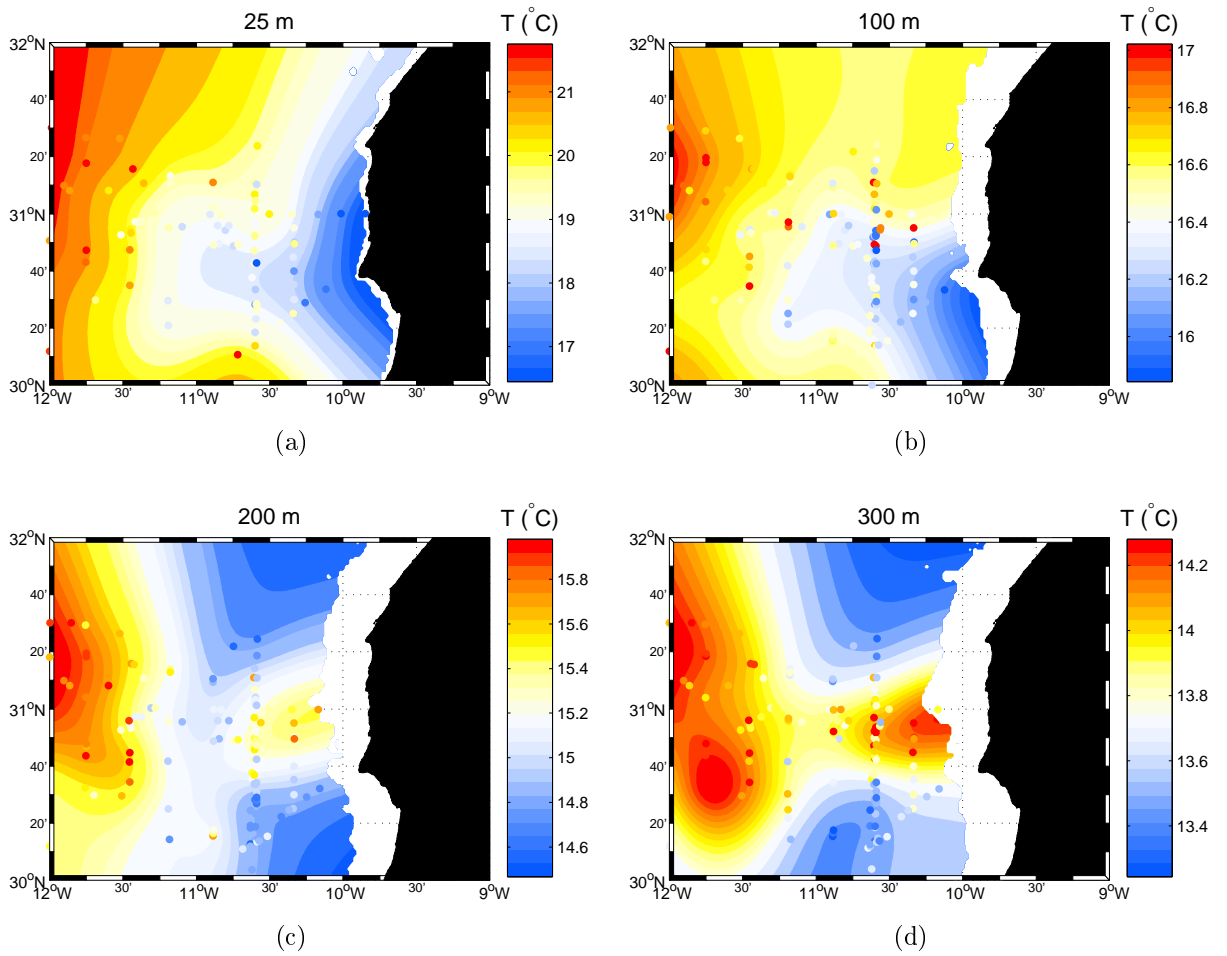 25 m
T (°C)
32°N
40'
20'
31°N
40'
20'
30°N
12°W
30'
11°W
30'
10°W
30'
9°W
21
20
19
18
17
(a)
100 m
T (°C)
32°N
40'
20'
31°N
40'
20'
30°N
12°W
30'
11°W
30'
10°W
30'
9°W
17
16.8
16.6
16.4
16.2
16
(b)
200 m
T (°C)
32°N
40'
20'
31°N
40'
20'
30°N
12°W
30'
11°W
30'
10°W
30'
9°W
15.8
15.6
15.4
15.2
15
14.8
14.6
(c)
300 m
T (°C)
32°N
40'
20'
31°N
40'
20'
30°N
12°W
30'
11°W
30'
10°W
30'
9°W
14.2
14
13.8
13.6
13.4
(d)